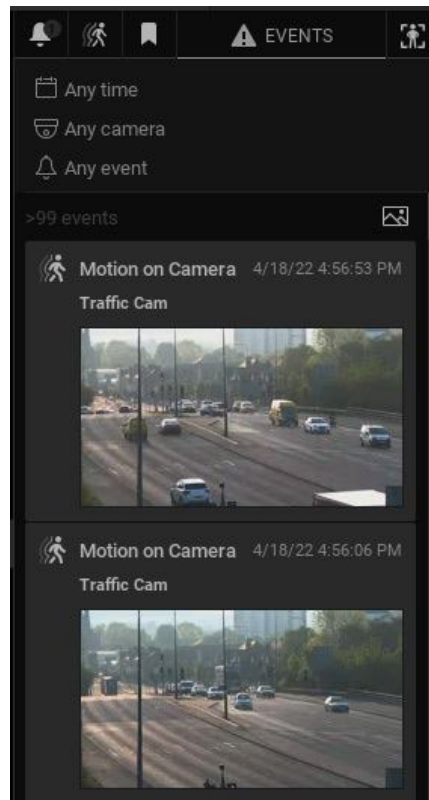 EVENTS
Any time
Any camera
Any event
>99 events
Motion on Camera 4/18/22 4:56:53 PM
Traffic Cam
Motion on Camera 4/18/22 4:56:06 PM
Traffic Cam